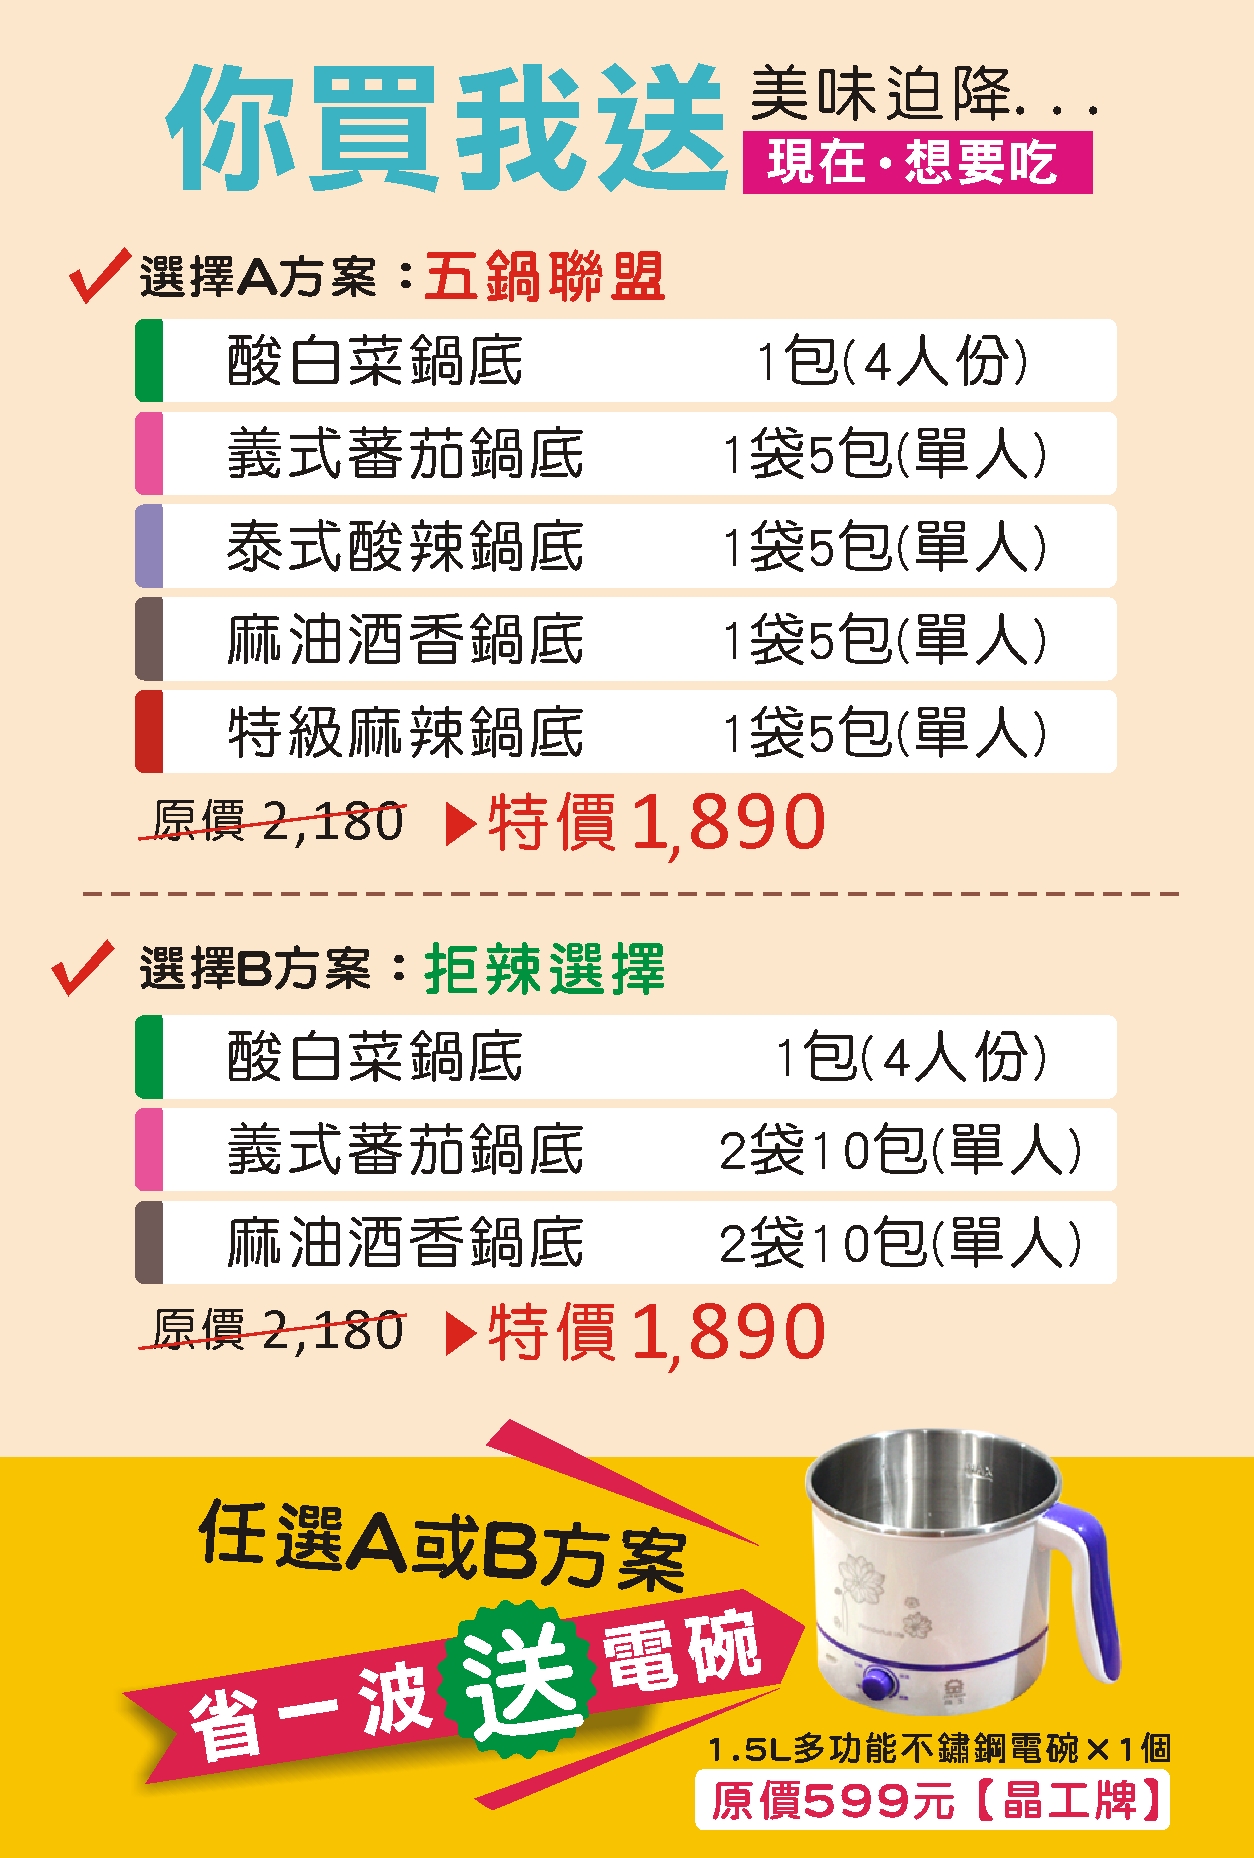 你買我送
美味迫降...
現在・想要吃
選擇A方案：五鍋聯盟
酸白菜鍋底 1包(4人份)
義式蕃茄鍋底 1袋5包(單人)
泰式酸辣鍋底 1袋5包(單人)
麻油酒香鍋底 1袋5包(單人)
特級麻辣鍋底 1袋5包(單人)
原價 2,180 ▶特價1,890
選擇B方案：拒辣選擇
酸白菜鍋底 1包(4人份)
義式蕃茄鍋底 2袋10包(單人)
麻油酒香鍋底 2袋10包(單人)
原價 2,180 ▶特價1,890
任選A或B方案
省一波送電碗
1.5L多功能不鏽鋼電碗×1個
原價599元【晶工牌】